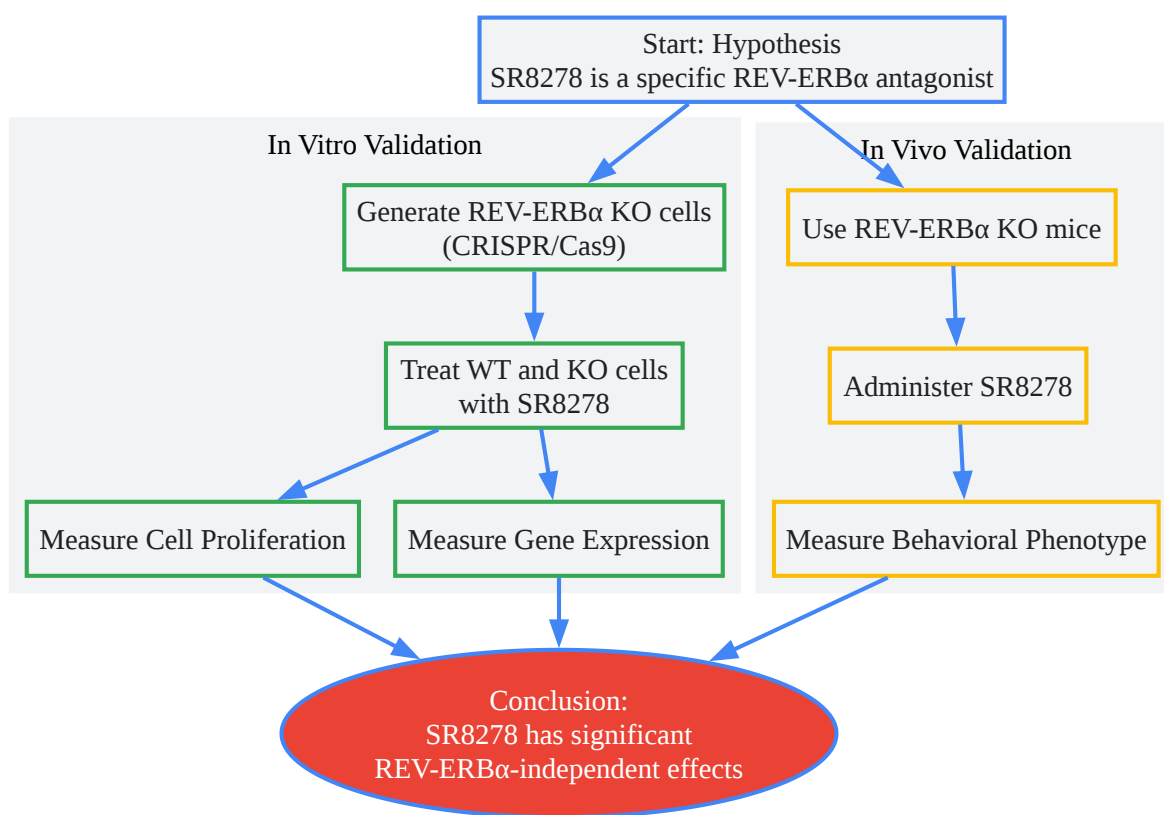 Start: Hypothesis
SR8278 is a specific REV-ERBα antagonist
In Vitro Validation
In Vivo Validation
Generate REV-ERBα KO cells
(CRISPR/Cas9)
Use REV-ERBα KO mice
Treat WT and KO cells
with SR8278
Administer SR8278
Measure Cell Proliferation
Measure Gene Expression
Measure Behavioral Phenotype
Conclusion:
SR8278 has significant
REV-ERBα-independent effects